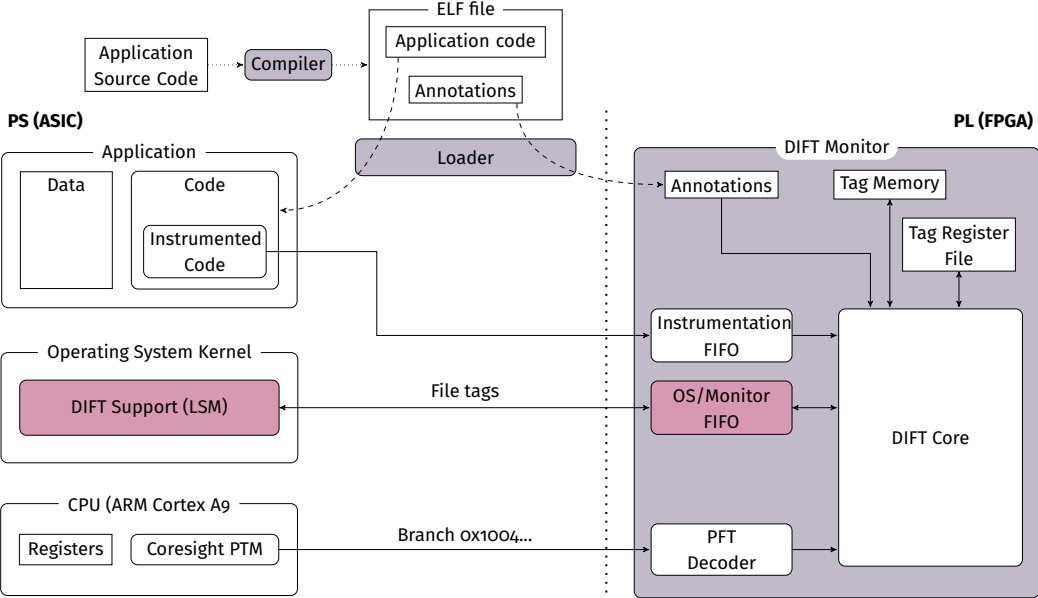 ELF file
Application code
Annotations
Application
Source Code
Compiler
PS (ASIC)
PL (FPGA)
Loader
Application
Data
Code
Instrumented
Code
DIFT Monitor
Annotations
Tag Memory
Tag Register
File
Instrumentation
FIFO
Operating System Kernel
DIFT Support (LSM)
File tags
OS/Monitor
FIFO
DIFT Core
CPU (ARM Cortex A9
Registers
Coresight PTM
Branch 0x1004...
PFT
Decoder